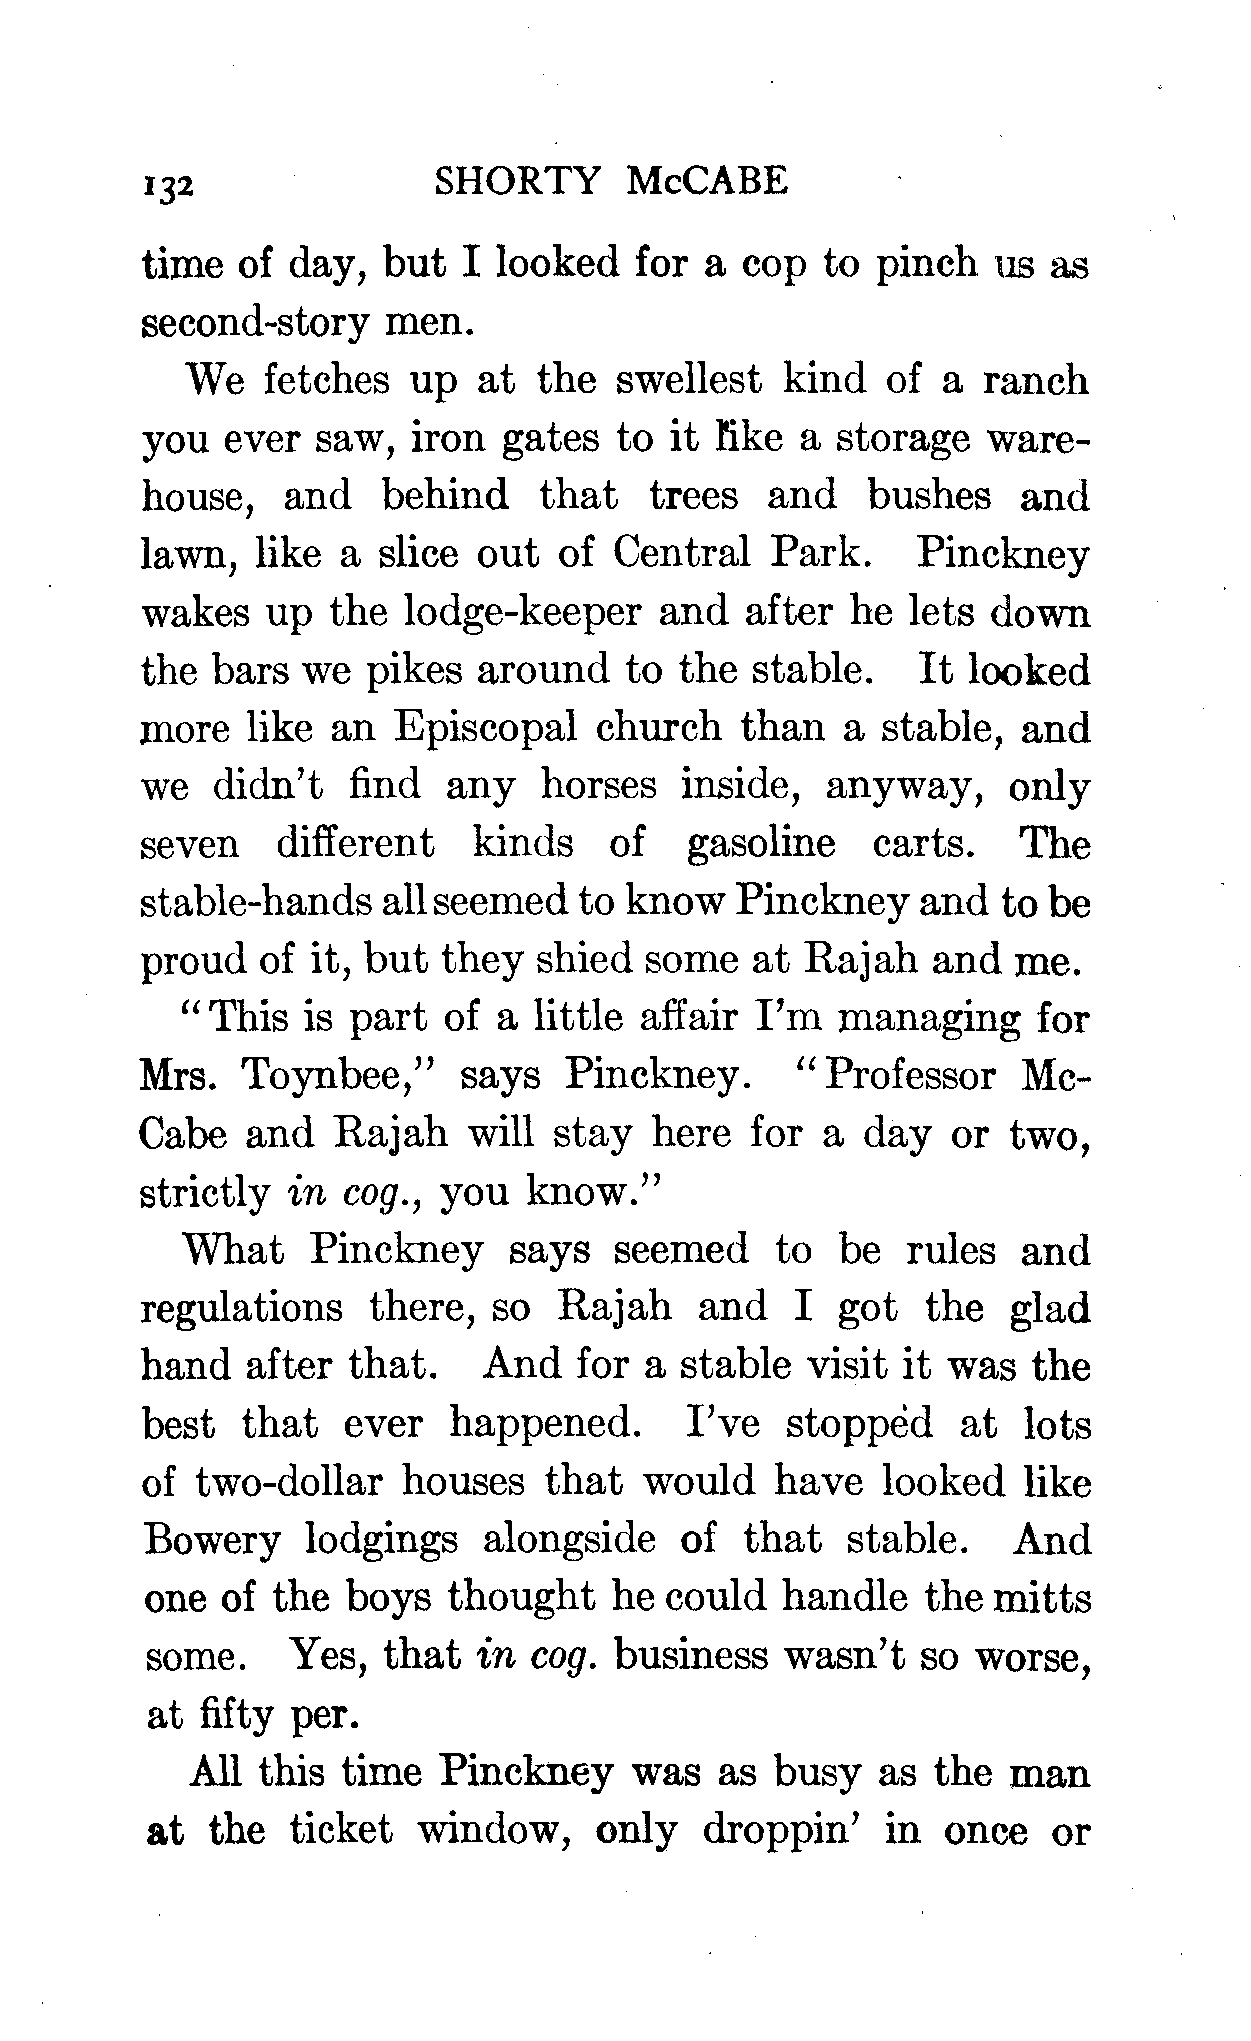 132 SHORTY McCABE
time of day, but I looked for a cop to pinch us as
second-story men.
We fetches up at the swellest kind of a ranch
you ever saw, iron gates to it like a storage ware-
house, and behind that trees and bushes and
lawn, like a slice out of Central Park. Pinckney
wakes up the lodge-keeper and after he lets down
the bars we pikes around to the stable. It looked
more like an Episcopal church than a stable, and
we didn't find any horses inside, anyway, only
seven different kinds of gasoline carts. The
stable-hands all seemed to know Pinckney and to be
proud of it, but they shied some at Rajah and me.
"This is part of a little affair I'm managing for
Mrs. Toynbee," says Pinckney. "Professor Mc-
Cabe and Rajah will stay here for a day or two,
strictly in cog., you know."
What Pinckney says seemed to be rules and
regulations there, so Rajah and I got the glad
hand after that. And for a stable visit it was the
best that ever happened. I've stopped at lots
of two-dollar houses that would have looked like
Bowery lodgings alongside of that stable. And
one of the boys thought he could handle the mitts
some. Yes, that in cog. business wasn't so worse,
at fifty per.
All this time Pinckney was as busy as the man
at the ticket window, only droppin' in once or